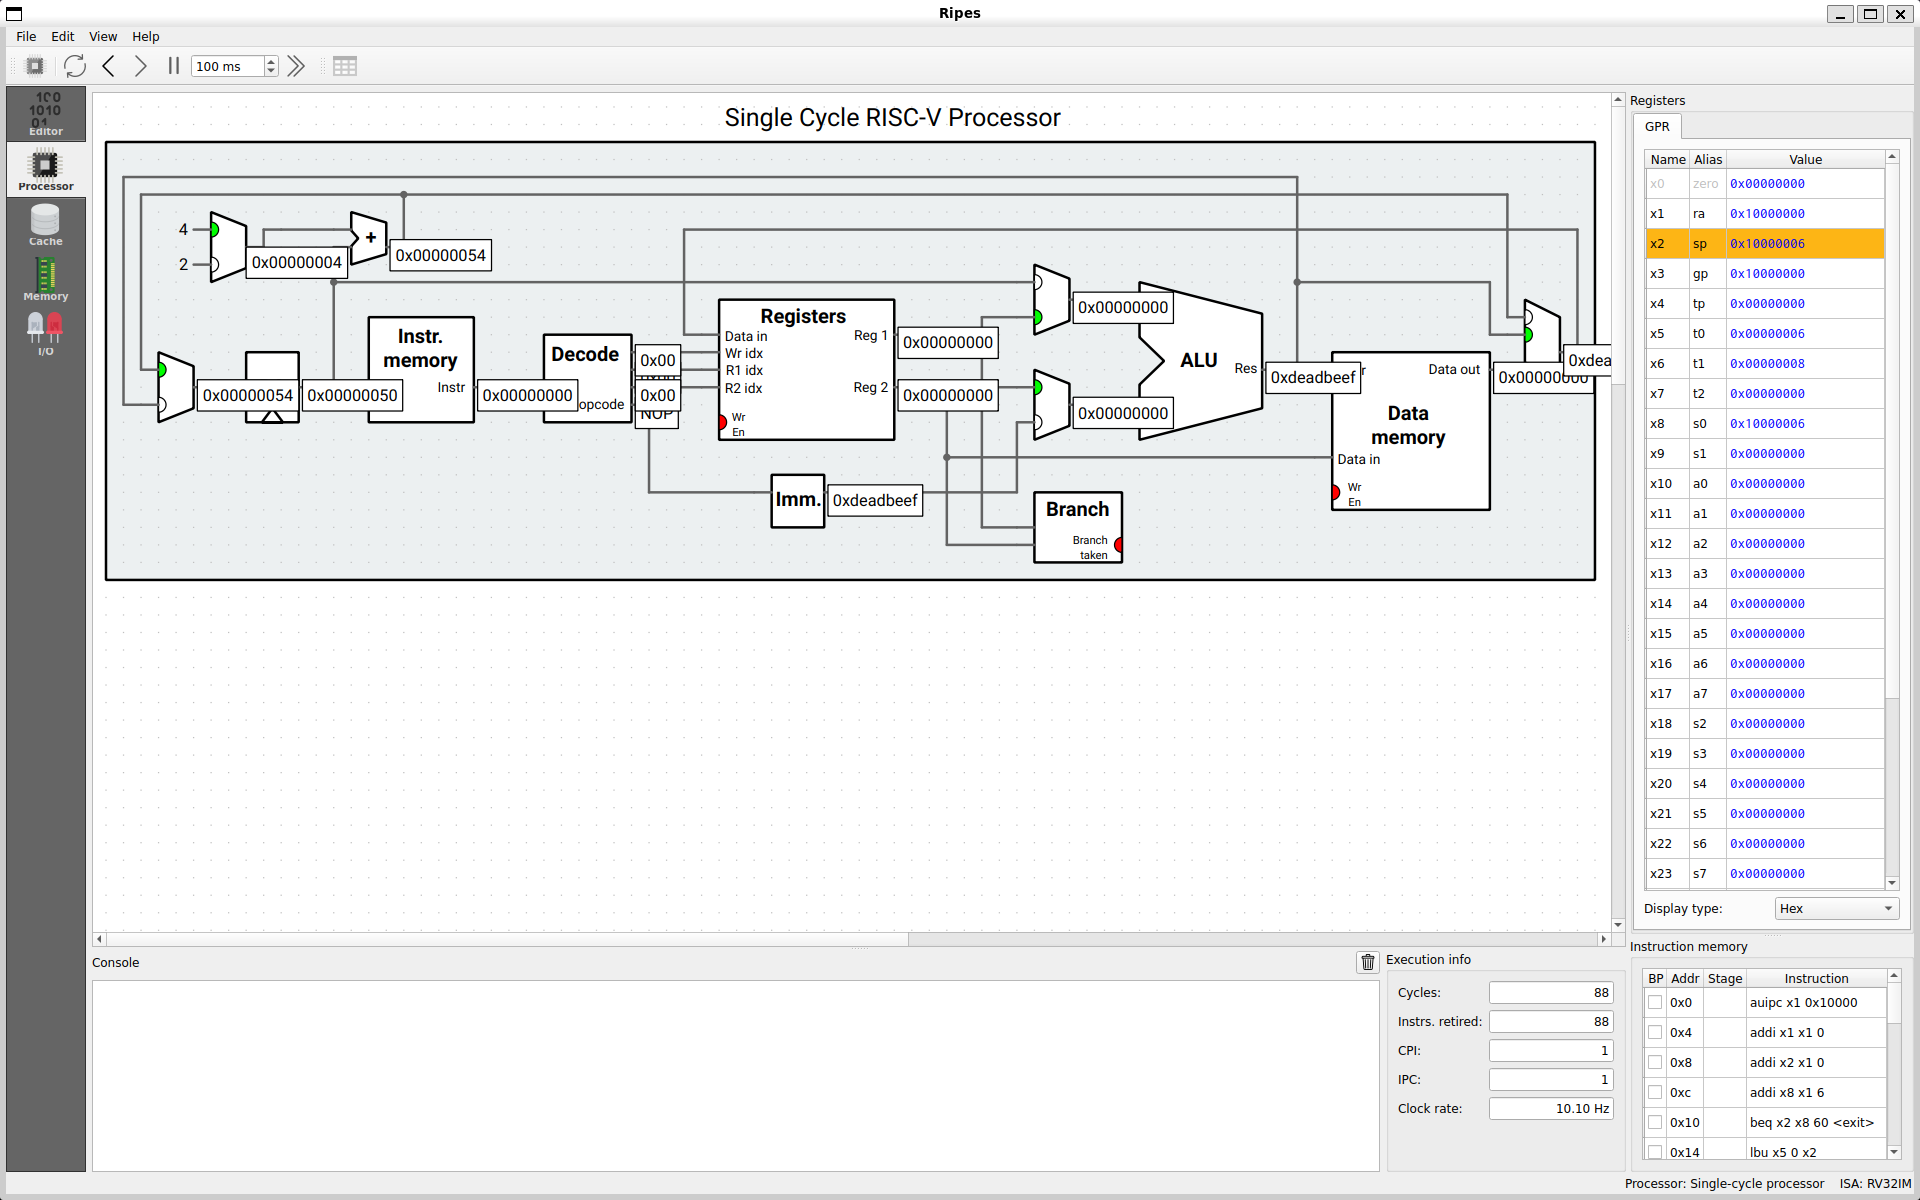 Ripes
File Edit View Help
100 ms
Editor
Processor
Cache
Memory
I/O
Single Cycle RISC-V Processor
4
2
0x00000004
+
0x00000054
0x00000054
0x00000050
Instr. memory
Instr
0x00000000
Decode
opcode
0x00
0x00
NOP
Registers
Data in
Wr idx
R1 idx
R2 idx
Wr En
Reg 1
Reg 2
0x00000000
0x00000000
Imm.
0xdeadbeef
0x00000000
0x00000000
ALU
Res
0xdeadbeef
Branch
Branch taken
Data memory
Data out
Data in
Wr En
0x00000000
0xdea
Console
Execution info
Cycles: 88
Instrs. retired: 88
CPI: 1
IPC: 1
Clock rate: 10.10 Hz
Registers
GPR
Name Alias Value
x0 zero 0x00000000
x1 ra 0x10000000
x2 sp 0x10000006
x3 gp 0x10000000
x4 tp 0x00000000
x5 t0 0x00000006
x6 t1 0x00000008
x7 t2 0x00000000
x8 s0 0x10000006
x9 s1 0x00000000
x10 a0 0x00000000
x11 a1 0x00000000
x12 a2 0x00000000
x13 a3 0x00000000
x14 a4 0x00000000
x15 a5 0x00000000
x16 a6 0x00000000
x17 a7 0x00000000
x18 s2 0x00000000
x19 s3 0x00000000
x20 s4 0x00000000
x21 s5 0x00000000
x22 s6 0x00000000
x23 s7 0x00000000
Display type: Hex
Instruction memory
BP Addr Stage Instruction
0x0 auipc x1 0x10000
0x4 addi x1 x1 0
0x8 addi x2 x1 0
0xc addi x8 x1 6
0x10 beq x2 x8 60 <exit>
0x14 lbu x5 0 x2
Processor: Single-cycle processor ISA: RV32IM